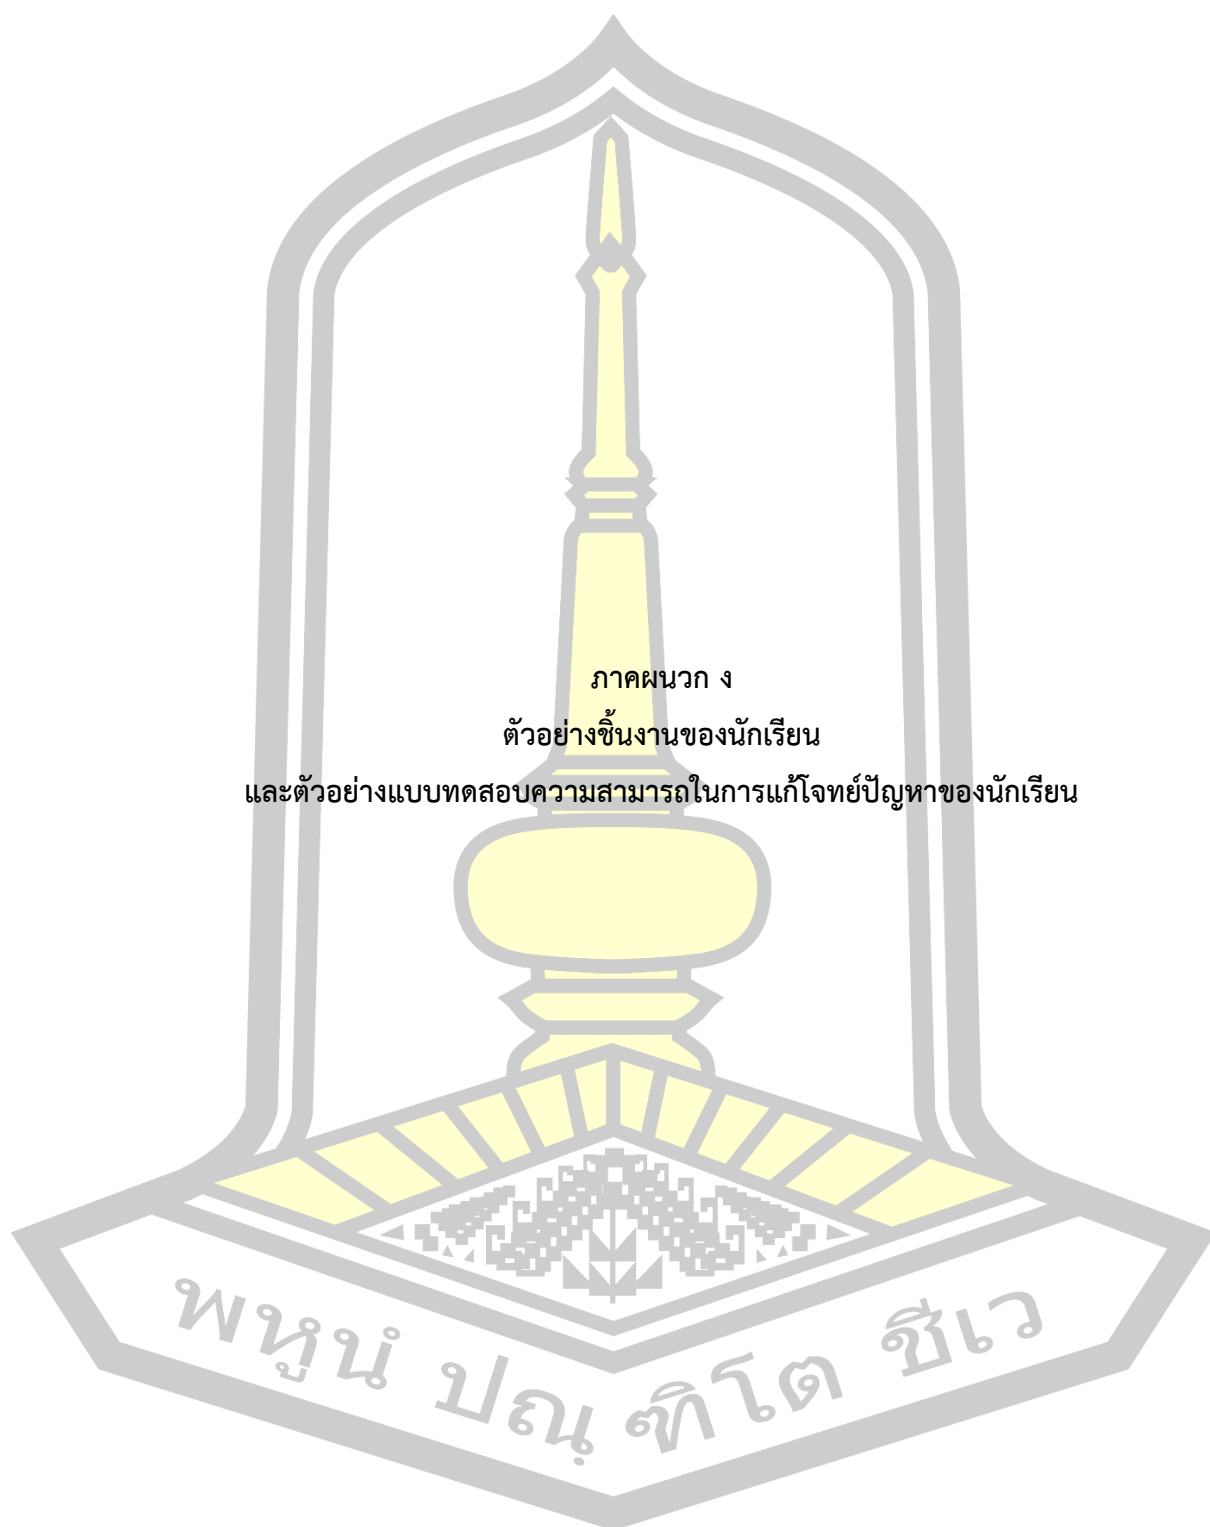 ภาคผนวก ง
ตัวอย่างชิ้นงานของนักเรียน
และตัวอย่างแบบทดสอบความสามารถในการแก้โจทย์ปัญหาของนักเรียน
พหูนํ ปณฺฑิโต ชีเว